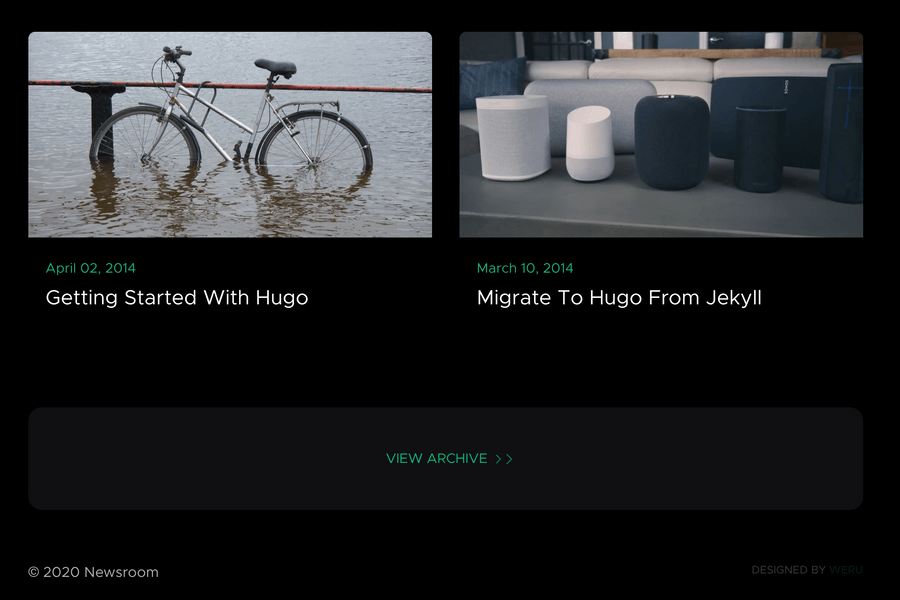 SONOS
April 02, 2014
Getting Started With Hugo
March 10, 2014
Migrate To Hugo From Jekyll
VIEW ARCHIVE
© 2020 Newsroom
DESIGNED BY WERU